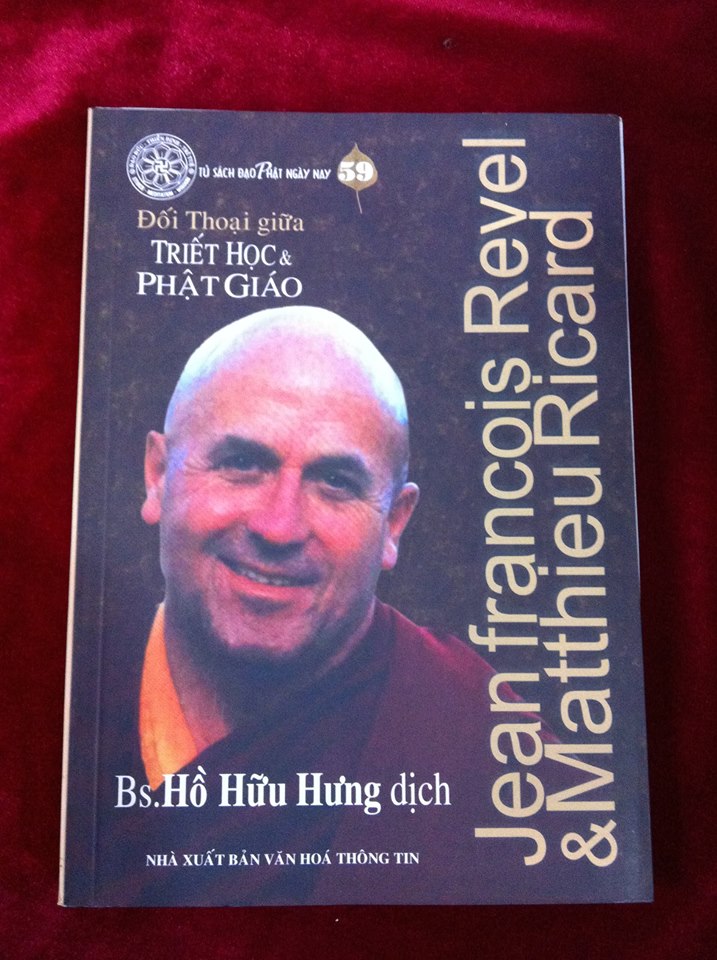 TỦ SÁCH ĐẠO PHẬT NGÀY NAY 59
Đối Thoại giữa
TRIẾT HỌC &
PHẬT GIÁO
Jean francois Revel
& Matthieu Ricard
Bs.Hồ Hữu Hưng dịch
NHÀ XUẤT BẢN VĂN HOÁ THÔNG TIN